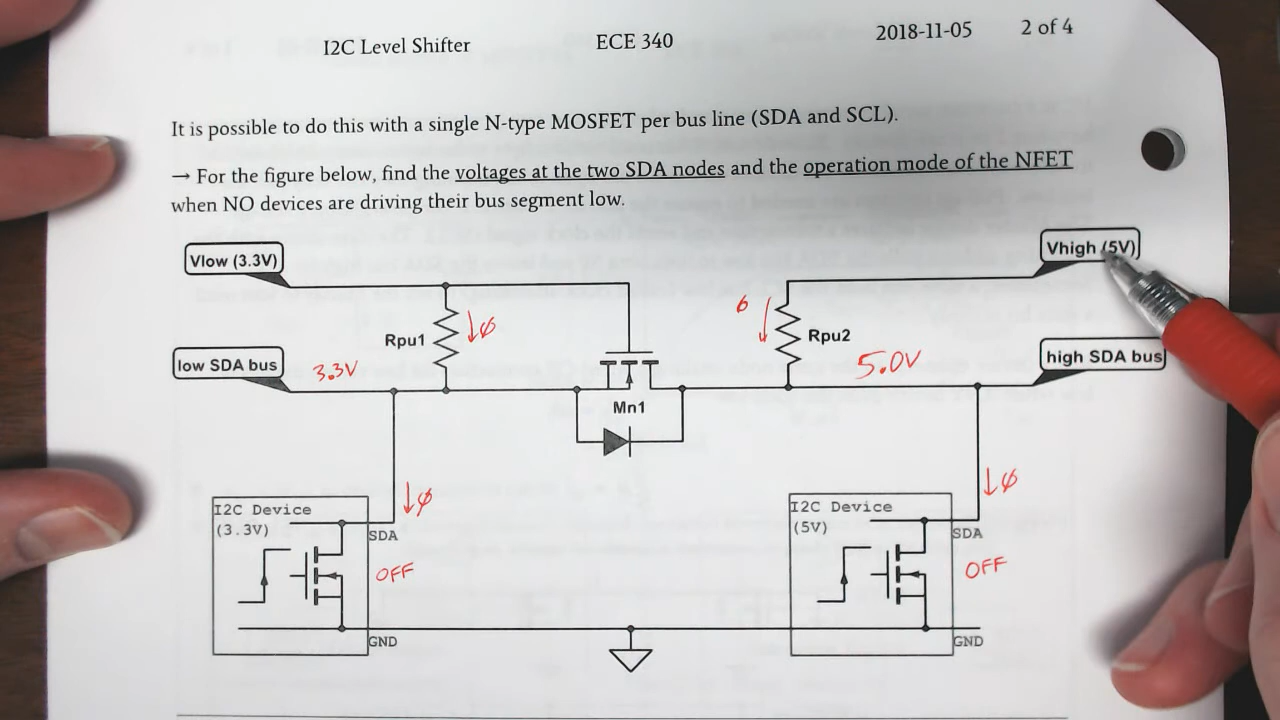 I2C Level Shifter ECE 340 2018-11-05 2 of 4
It is possible to do this with a single N-type MOSFET per bus line (SDA and SCL).
→ For the figure below, find the voltages at the two SDA nodes and the operation mode of the NFET
when NO devices are driving their bus segment low.
Vlow (3.3V) Vhigh (5V)
Rpu1 ↓φ 6 ↓ Rpu2
low SDA bus 3.3V 5.0V high SDA bus
Mn1
↓φ ↓φ
I2C Device I2C Device
(3.3V) (5V)
SDA SDA
OFF OFF
GND GND